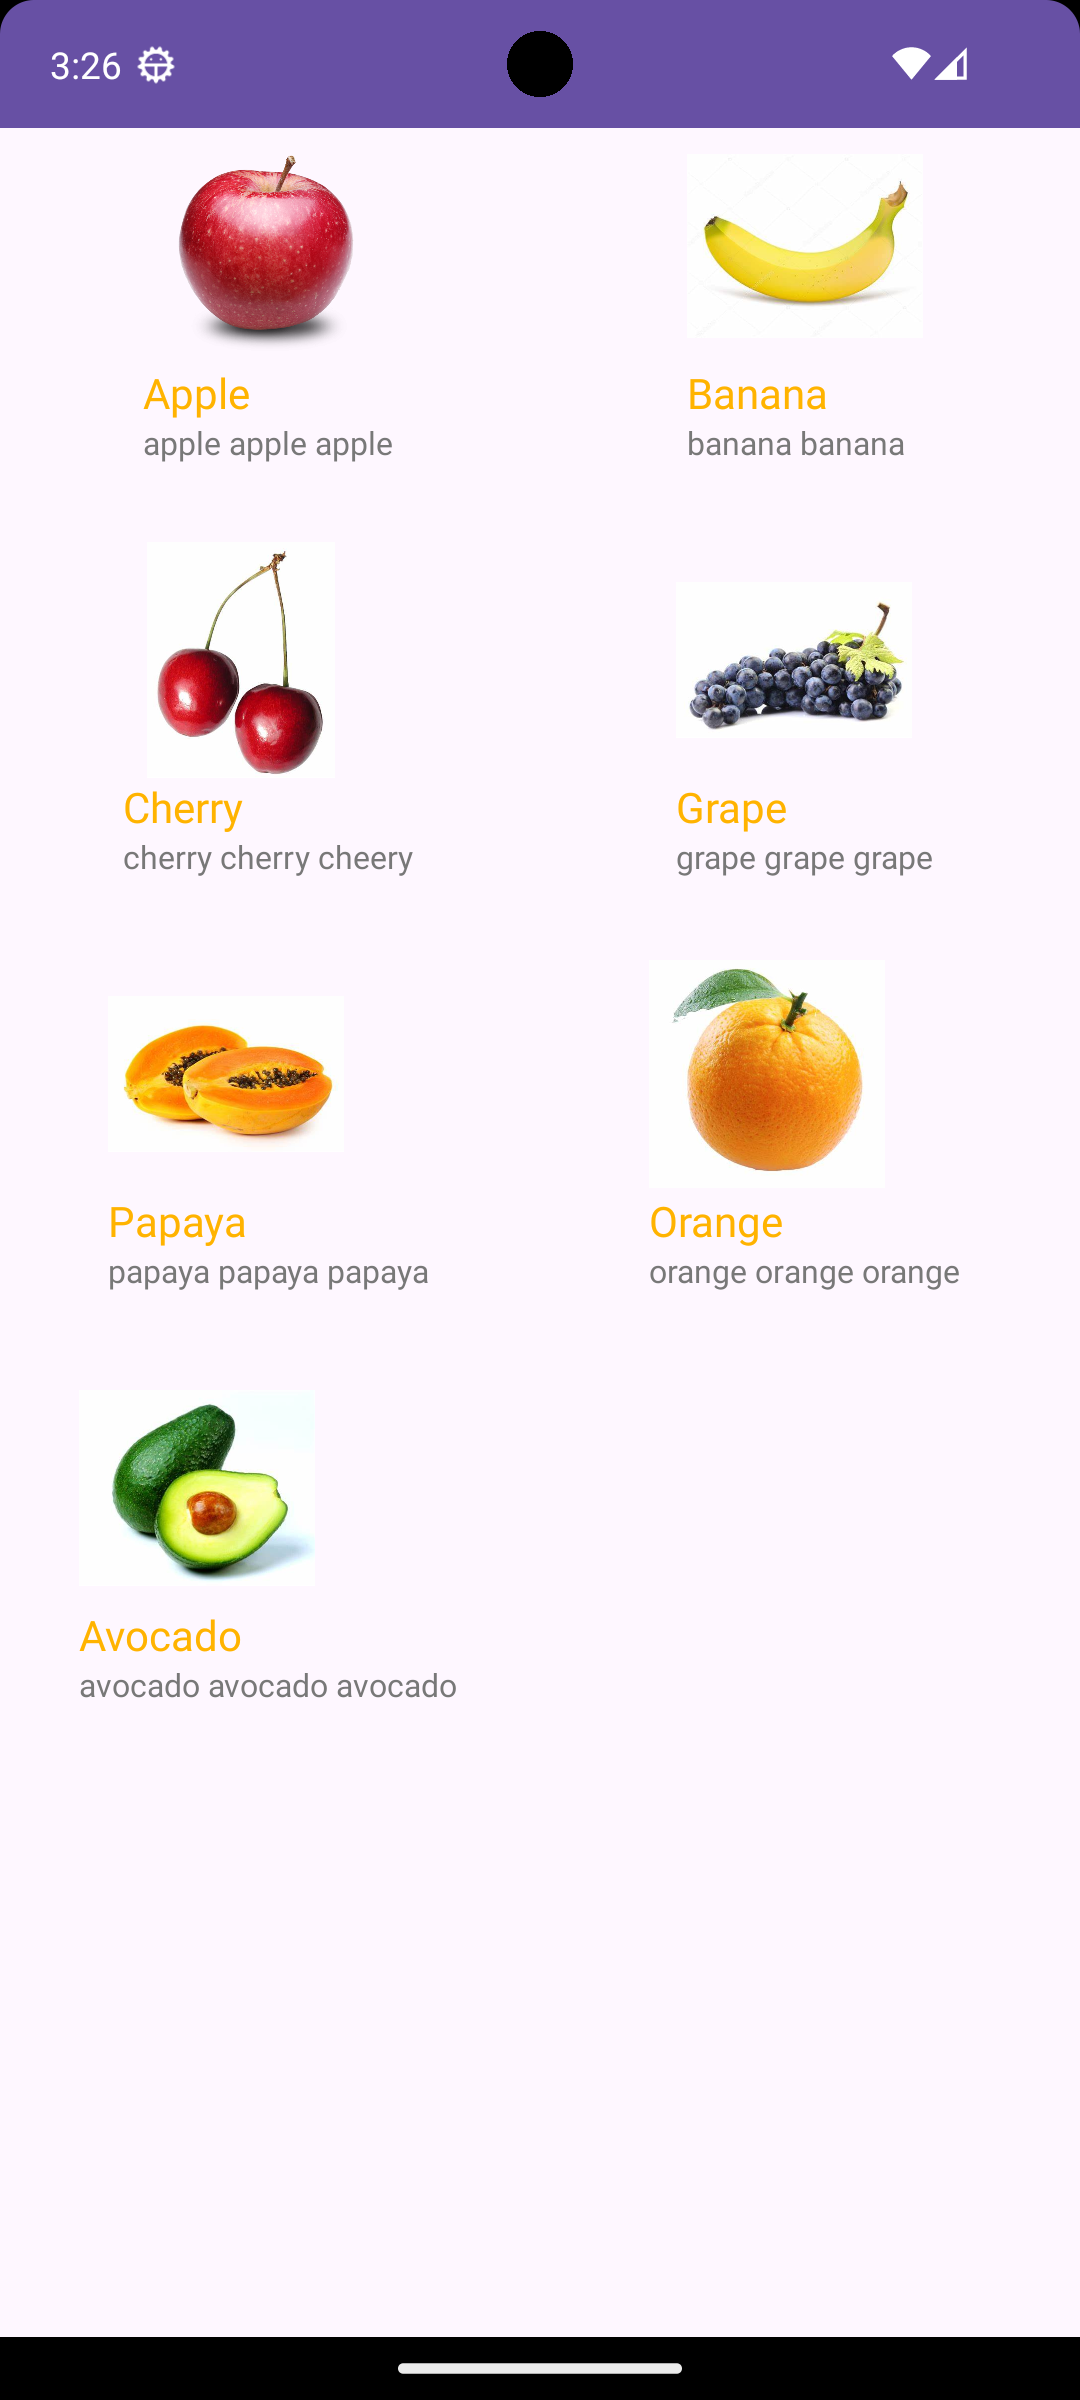 3:26
Apple
apple apple apple
Banana
banana banana
Cherry
cherry cherry cheery
Grape
grape grape grape
Papaya
papaya papaya papaya
Orange
orange orange orange
Avocado
avocado avocado avocado